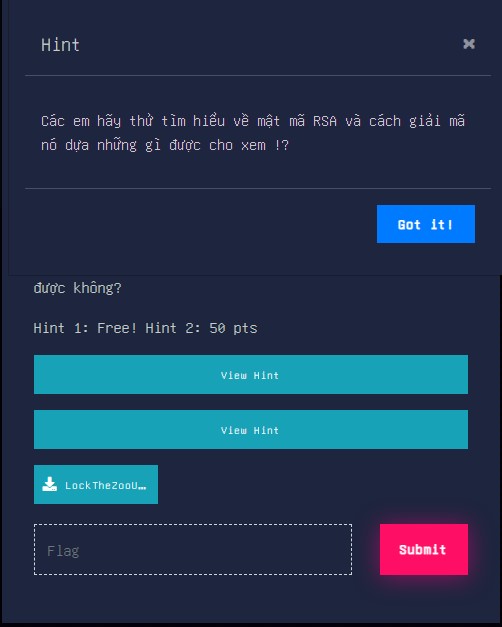 Hint
Các em hãy thử tìm hiểu về mật mã RSA và cách giải mã
nó dựa những gì được cho xem !?
Got it!
được không?
Hint 1: Free! Hint 2: 50 pts
View Hint
View Hint
LockTheZooU…
Flag
Submit